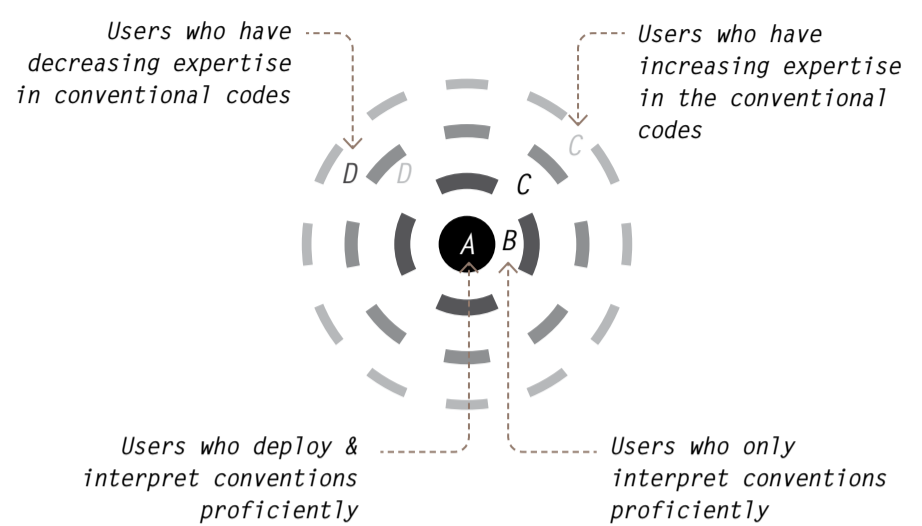 Users who have
decreasing expertise
in conventional codes
Users who have
increasing expertise
in the conventional
codes
C
D
D
C
A
B
Users who deploy &
interpret conventions
proficiently
Users who only
interpret conventions
proficiently